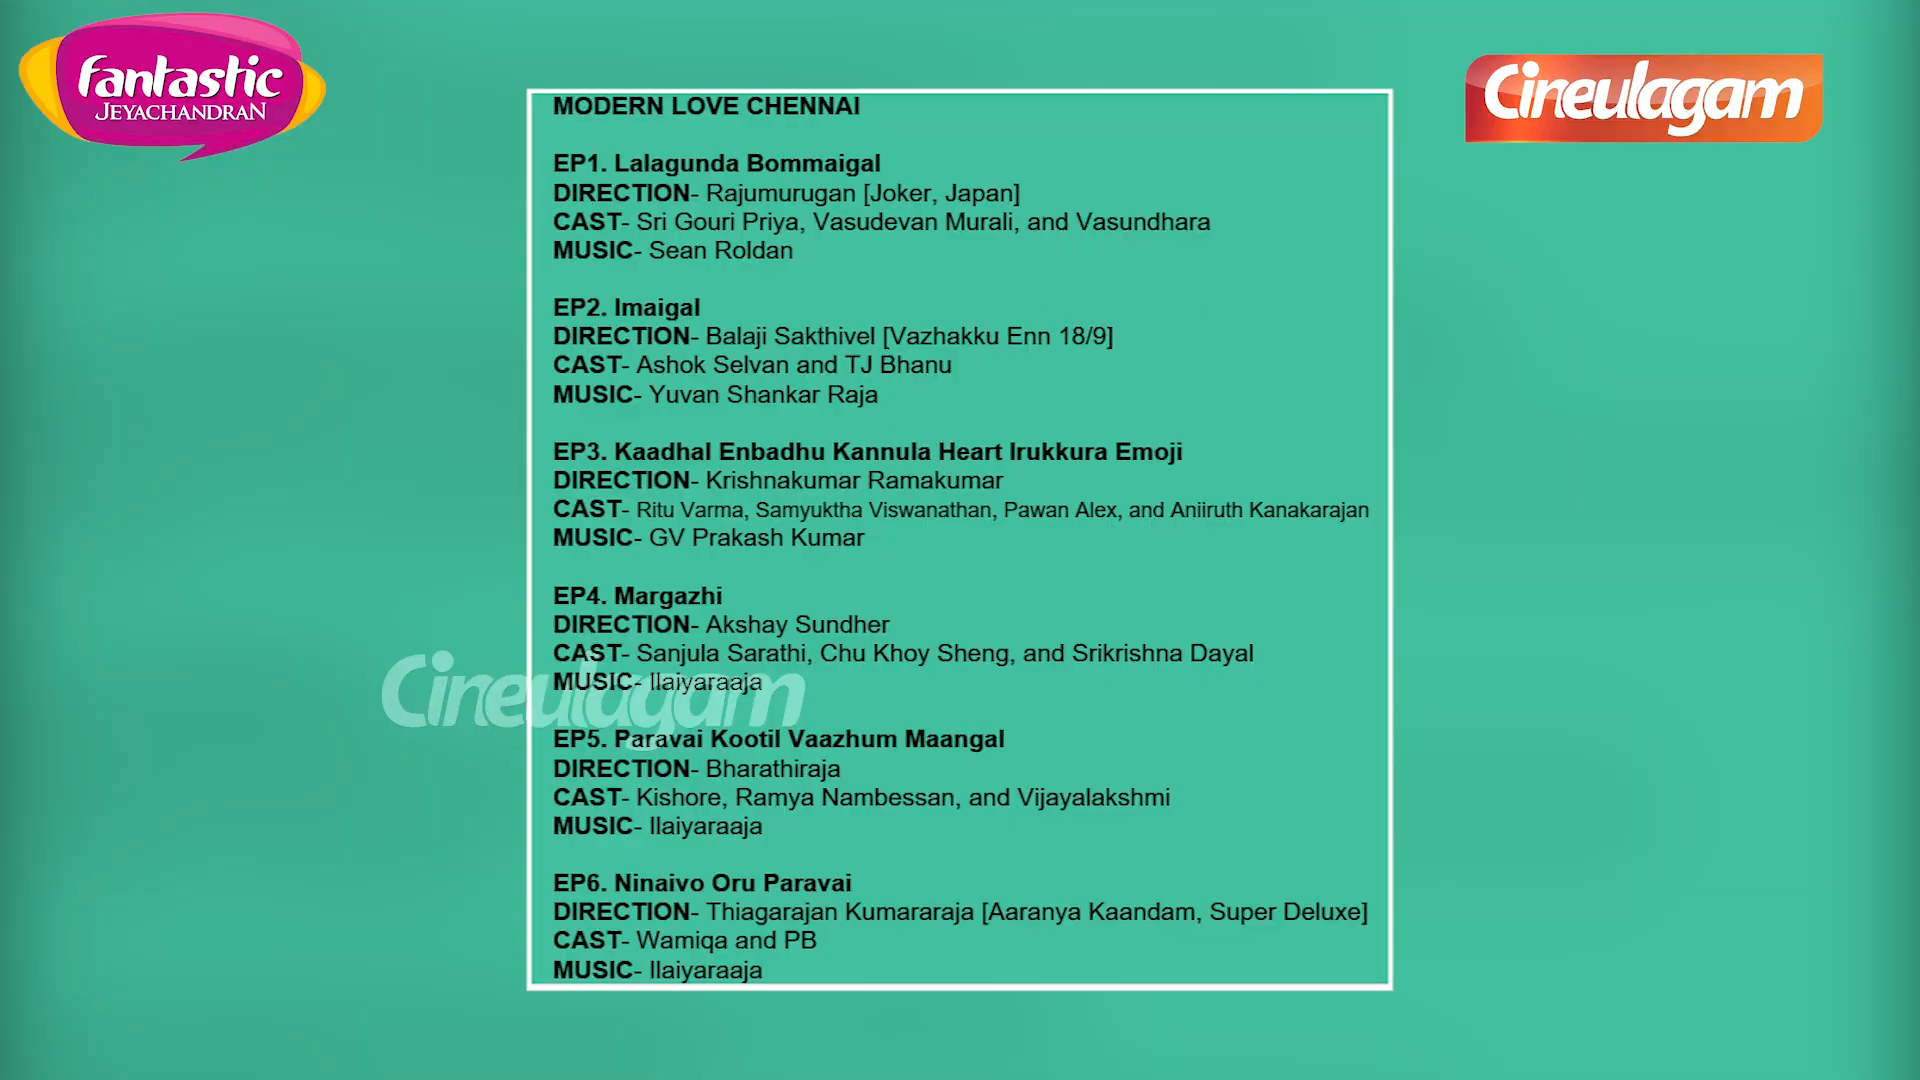 fantastic
JEYACHANDRAN
Cineulagam
MODERN LOVE CHENNAI
EP1. Lalagunda Bommaigal
DIRECTION- Rajumurugan [Joker, Japan]
CAST- Sri Gouri Priya, Vasudevan Murali, and Vasundhara
MUSIC- Sean Roldan
EP2. Imaigal
DIRECTION- Balaji Sakthivel [Vazhakku Enn 18/9]
CAST- Ashok Selvan and TJ Bhanu
MUSIC- Yuvan Shankar Raja
EP3. Kaadhal Enbadhu Kannula Heart Irukkura Emoji
DIRECTION- Krishnakumar Ramakumar
CAST- Ritu Varma, Samyuktha Viswanathan, Pawan Alex, and Aniiruth Kanakarajan
MUSIC- GV Prakash Kumar
EP4. Margazhi
DIRECTION- Akshay Sundher
CAST- Sanjula Sarathi, Chu Khoy Sheng, and Srikrishna Dayal
MUSIC- Ilaiyaraaja
Cineulagam
EP5. Paravai Kootil Vaazhum Maangal
DIRECTION- Bharathiraja
CAST- Kishore, Ramya Nambessan, and Vijayalakshmi
MUSIC- Ilaiyaraaja
EP6. Ninaivo Oru Paravai
DIRECTION- Thiagarajan Kumararaja [Aaranya Kaandam, Super Deluxe]
CAST- Wamiqa and PB
MUSIC- Ilaiyaraaja